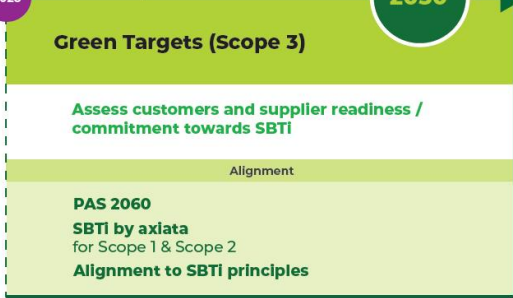 Green Targets (Scope 3)
Assess customers and supplier readiness /
commitment towards SBTi
Alignment
PAS 2060
SBTi by axiata
for Scope 1 & Scope 2
Alignment to SBTi principles